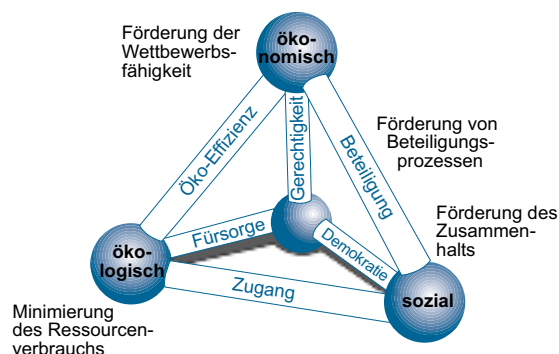 Förderung der
Wettbewerbs-
fähigkeit
öko-
nomisch
Öko-Effizienz
Gerechtigkeit
Beteiligung
Förderung von
Beteiligungs-
prozessen
Förderung des
Zusammen-
halts
Fürsorge
Demokratie
öko-
logisch
Zugang
sozial
Minimierung
des Ressourcen-
verbrauchs